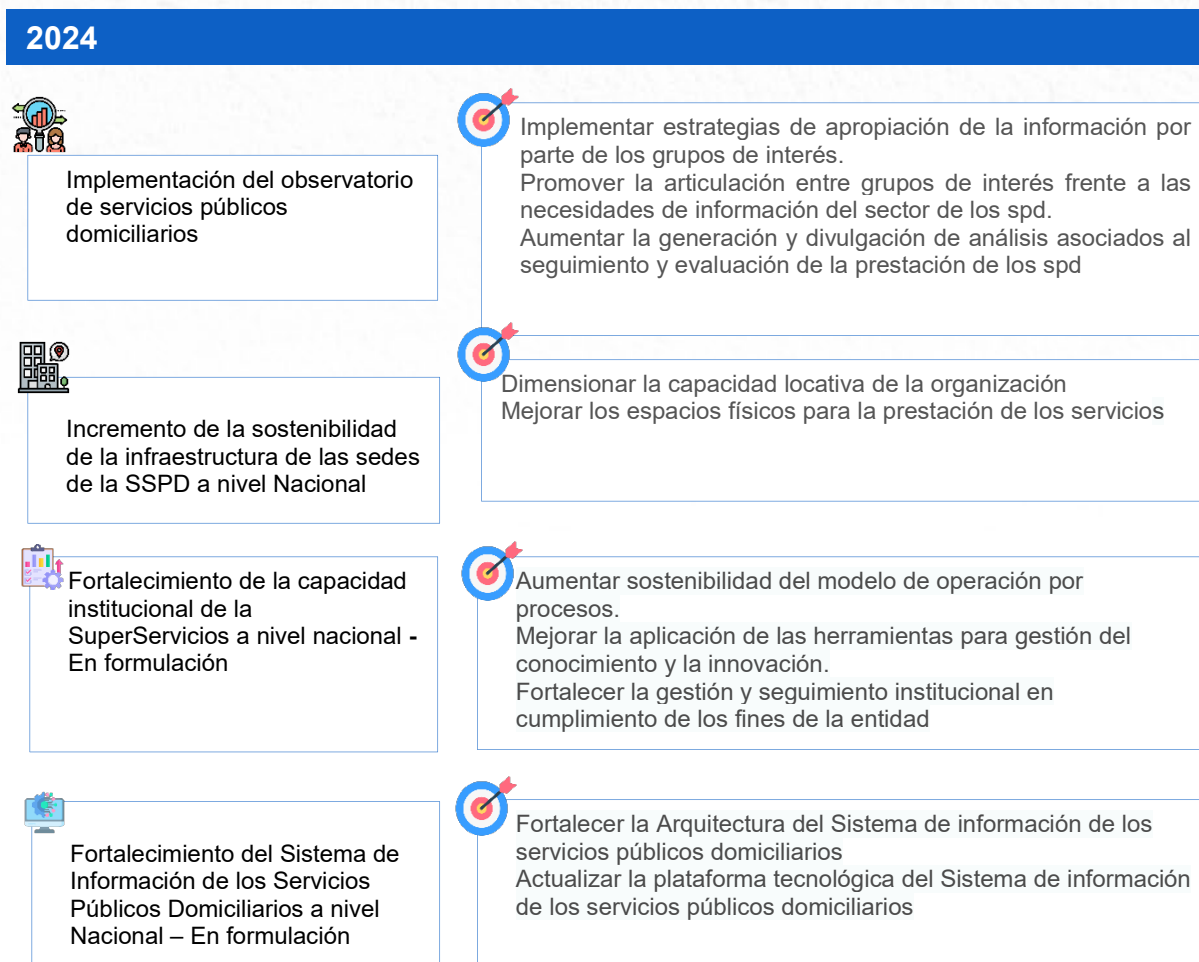 2024
Implementación del observatorio
de servicios públicos
domiciliarios
Implementar estrategias de apropiación de la información por
parte de los grupos de interés.
Promover la articulación entre grupos de interés frente a las
necesidades de información del sector de los spd.
Aumentar la generación y divulgación de análisis asociados al
seguimiento y evaluación de la prestación de los spd
Incremento de la sostenibilidad
de la infraestructura de las sedes
de la SSPD a nivel Nacional
Dimensionar la capacidad locativa de la organización
Mejorar los espacios físicos para la prestación de los servicios
Fortalecimiento de la capacidad
institucional de la
SuperServicios a nivel nacional -
En formulación
Aumentar sostenibilidad del modelo de operación por
procesos.
Mejorar la aplicación de las herramientas para gestión del
conocimiento y la innovación.
Fortalecer la gestión y seguimiento institucional en
cumplimiento de los fines de la entidad
Fortalecimiento del Sistema de
Información de los Servicios
Públicos Domiciliarios a nivel
Nacional – En formulación
Fortalecer la Arquitectura del Sistema de información de los
servicios públicos domiciliarios
Actualizar la plataforma tecnológica del Sistema de información
de los servicios públicos domiciliarios